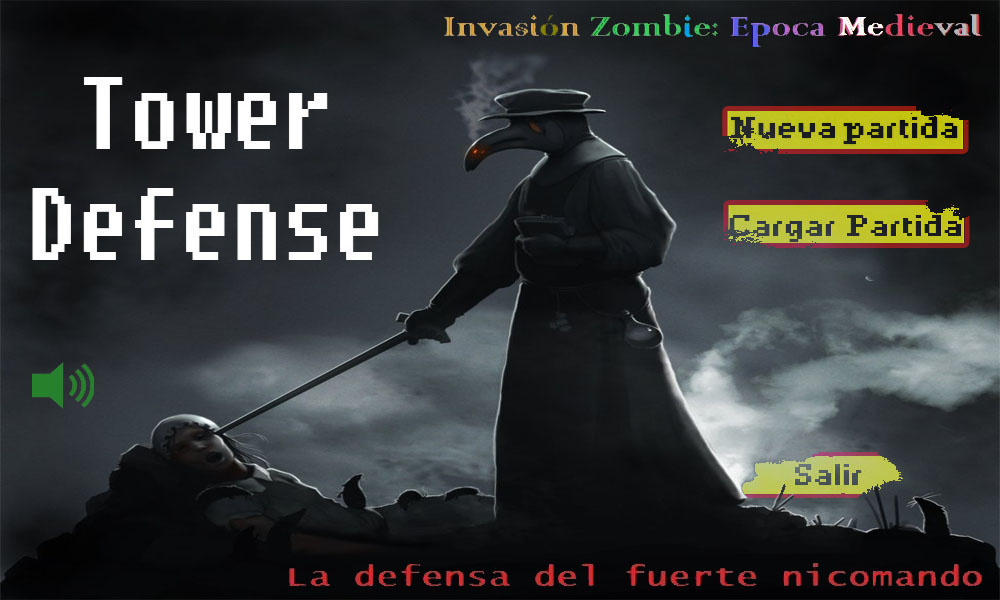 Invasión Zombie: Epoca Medieval
Tower
Defense
Nueva partida
Cargar Partida
Salir
La defensa del fuerte nicomando